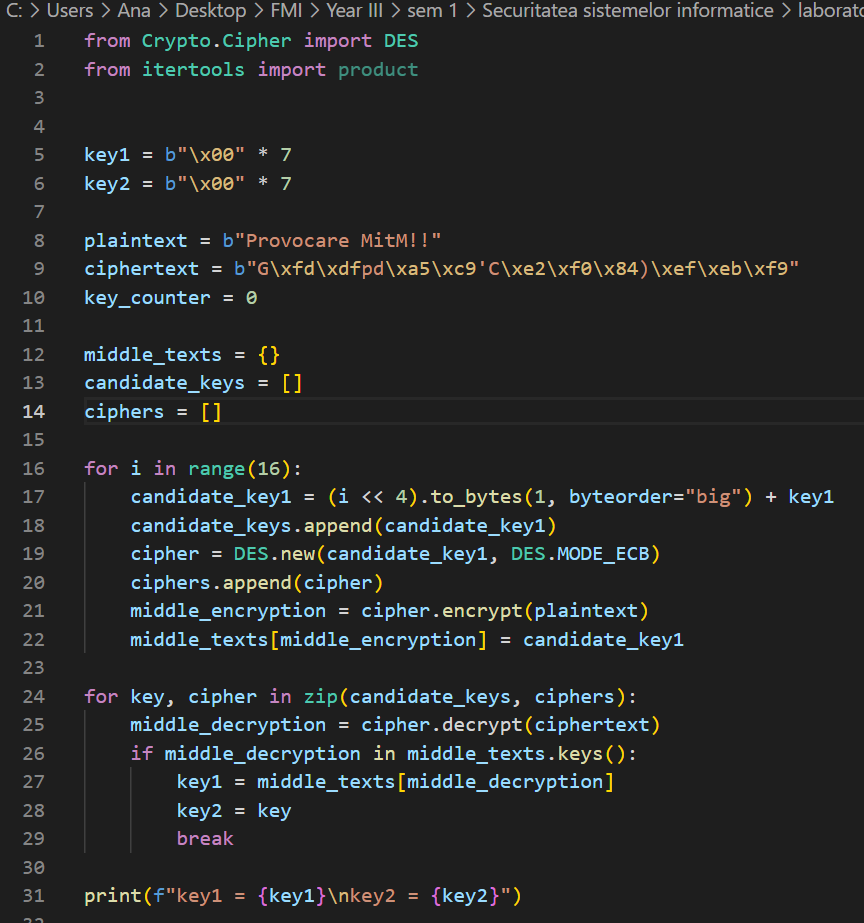 C: > Users > Ana > Desktop > FMI > Year III > sem 1 > Securitatea sistemelor informatice > laborato
1 from Crypto.Cipher import DES
2 from itertools import product
3
4
5 key1 = b"\x00" * 7
6 key2 = b"\x00" * 7
7
8 plaintext = b"Provocare MitM!!"
9 ciphertext = b"G\xfd\xdfpd\xa5\xc9'C\xe2\xf0\x84)\xef\xeb\xf9"
10 key_counter = 0
11
12 middle_texts = {}
13 candidate_keys = []
14 ciphers = []
15
16 for i in range(16):
17     candidate_key1 = (i << 4).to_bytes(1, byteorder="big") + key1
18     candidate_keys.append(candidate_key1)
19     cipher = DES.new(candidate_key1, DES.MODE_ECB)
20     ciphers.append(cipher)
21     middle_encryption = cipher.encrypt(plaintext)
22     middle_texts[middle_encryption] = candidate_key1
23
24 for key, cipher in zip(candidate_keys, ciphers):
25     middle_decryption = cipher.decrypt(ciphertext)
26     if middle_decryption in middle_texts.keys():
27         key1 = middle_texts[middle_decryption]
28         key2 = key
29         break
30
31 print(f"key1 = {key1}\nkey2 = {key2}")